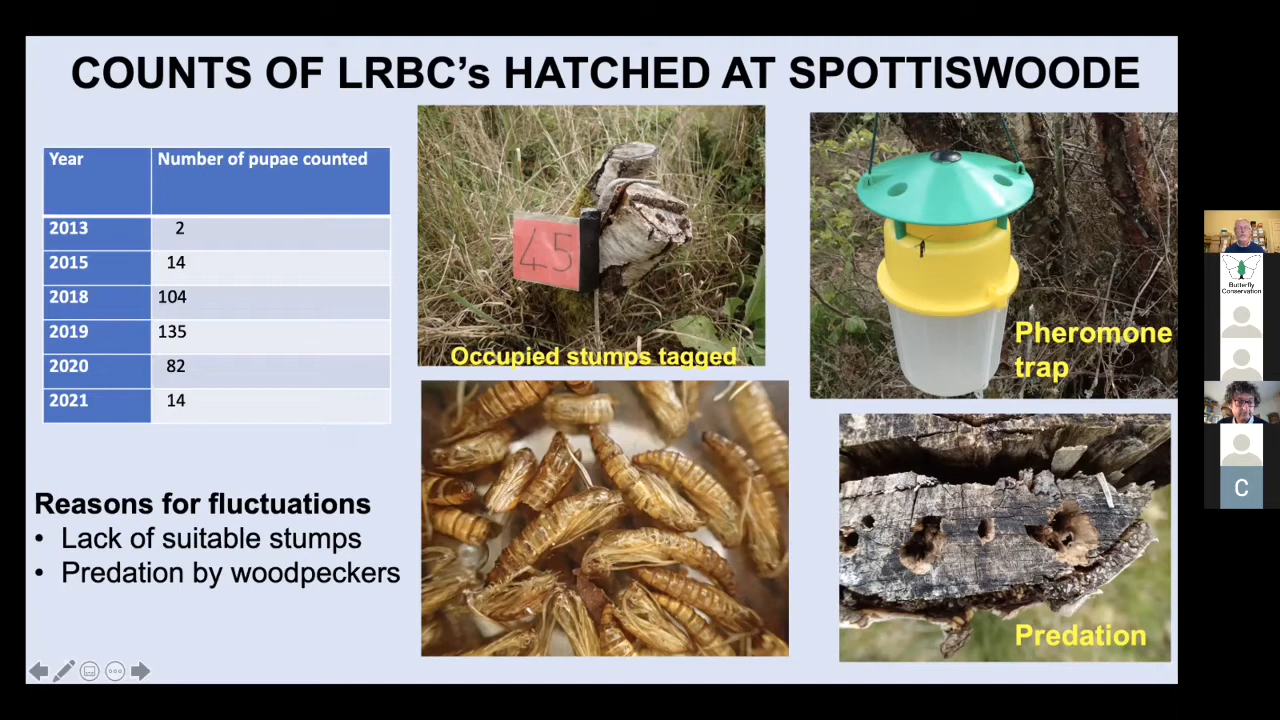 COUNTS OF LRBC's HATCHED AT SPOTTISWOODE
Year Number of pupae counted
2013 2
2015 14
2018 104
2019 135
2020 82
2021 14
Reasons for fluctuations
• Lack of suitable stumps
• Predation by woodpeckers
45
Occupied stumps tagged
Pheromone
trap
Predation
Butterfly
Conservation
C